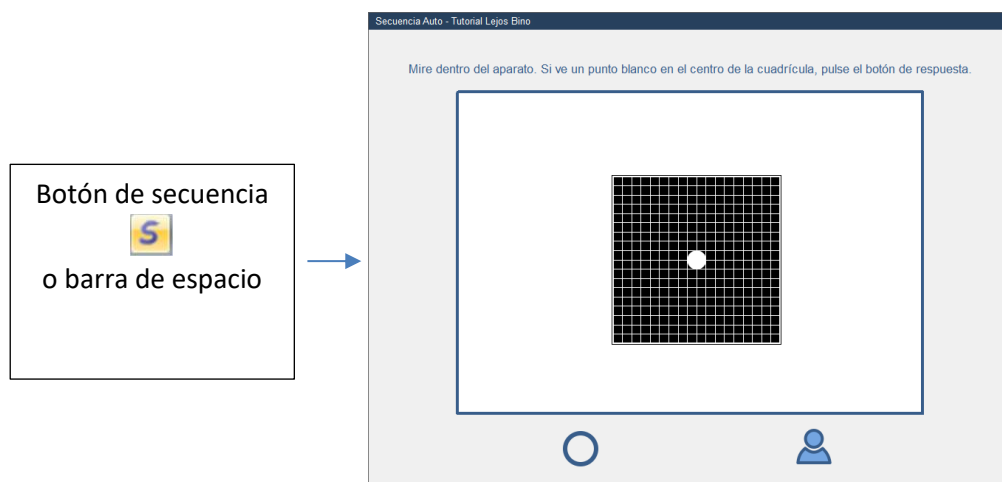 Secuencia Auto - Tutorial Lejos Bino
Mire dentro del aparato. Si ve un punto blanco en el centro de la cuadrícula, pulse el botón de respuesta.
Botón de secuencia
S
o barra de espacio